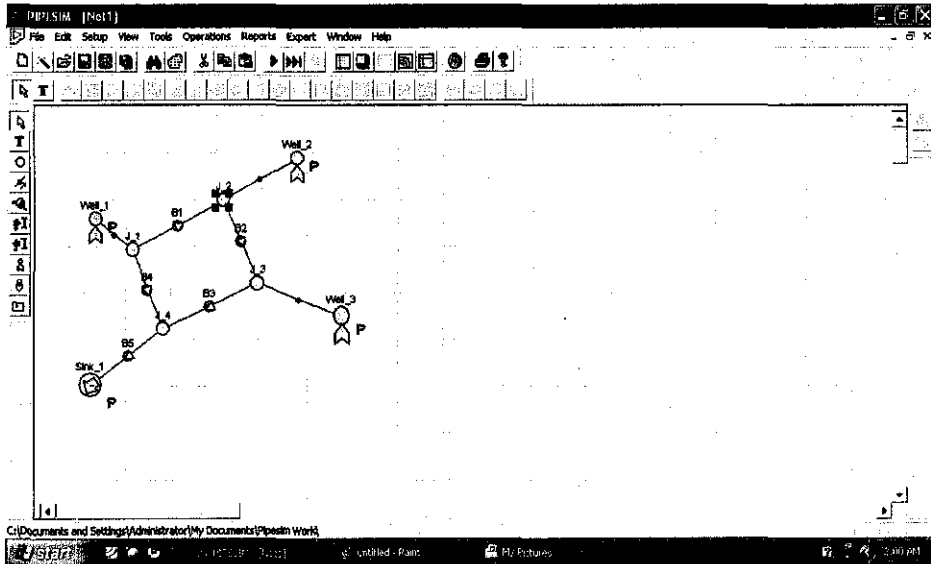 PIPESIM [Net1]
File Edit Setup View Tools Operations Reports Expert Window Help
T
T
Well_2
J_2
Well_1
P
B1
P
J_1
B2
B4
J_3
B3
Well_3
J_4
P
B5
Sink_1
P
C:\Documents and Settings\Administrator\My Documents\Pipesim Work\
start
untitled - Paint
My Pictures